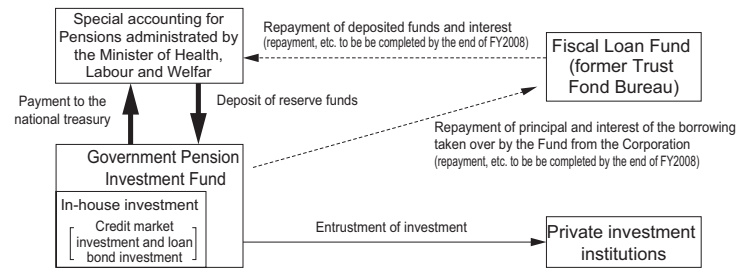 Special accounting for
Pensions administrated by
the Minister of Health,
Labour and Welfar
Repayment of deposited funds and interest
(repayment, etc. to be be completed by the end of FY2008)
Fiscal Loan Fund
(former Trust
Fond Bureau)
Payment to the
national treasury
Deposit of reserve funds
Repayment of principal and interest of the borrowing
taken over by the Fund from the Corporation
(repayment, etc. to be be completed by the end of FY2008)
Government Pension
Investment Fund
In-house investment
Credit market
investment and loan
bond investment
Entrustment of investment
Private investment
institutions